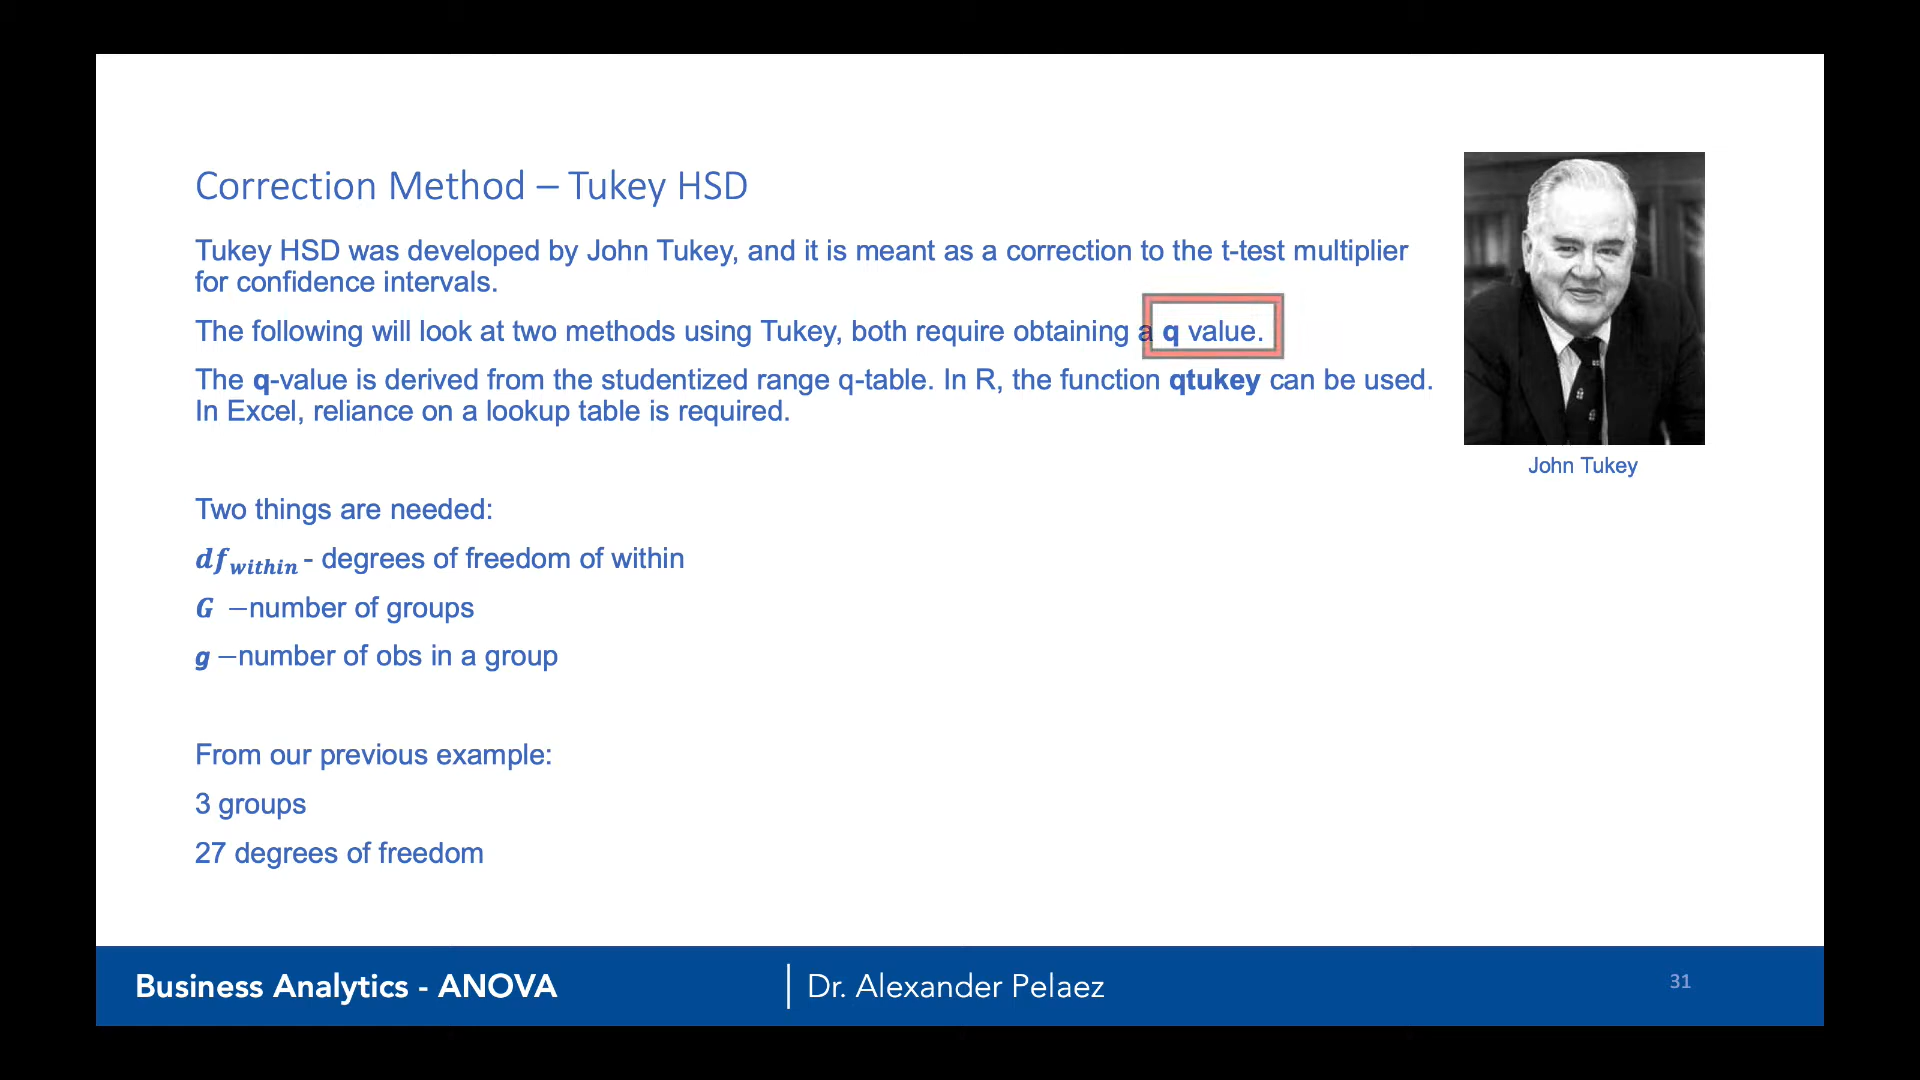 Correction Method – Tukey HSD
Tukey HSD was developed by John Tukey, and it is meant as a correction to the t-test multiplier
for confidence intervals.
The following will look at two methods using Tukey, both require obtaining a q value.
The q-value is derived from the studentized range q-table. In R, the function qtukey can be used.
In Excel, reliance on a lookup table is required.
John Tukey
Two things are needed:
df_within - degrees of freedom of within
G –number of groups
g –number of obs in a group
From our previous example:
3 groups
27 degrees of freedom
Business Analytics - ANOVA | Dr. Alexander Pelaez 31